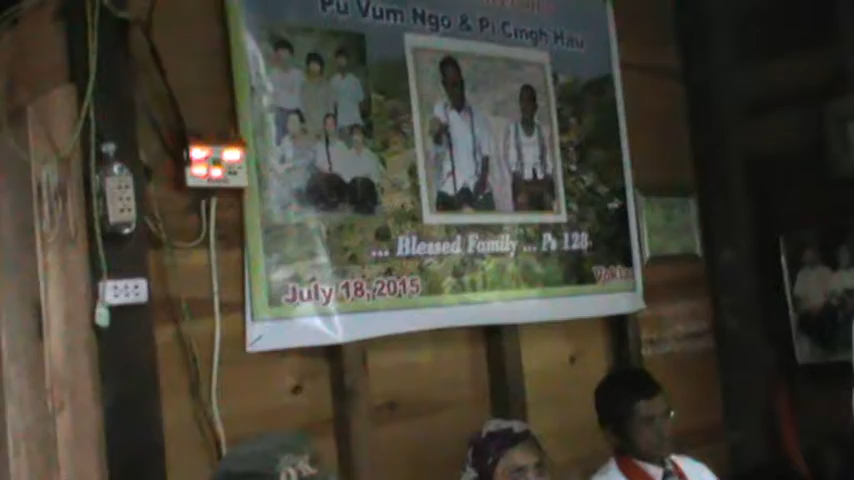 Pu Vum Ngo & Pi Cingh Hau
... Blessed Family ... Ps 128
July 18, 2015